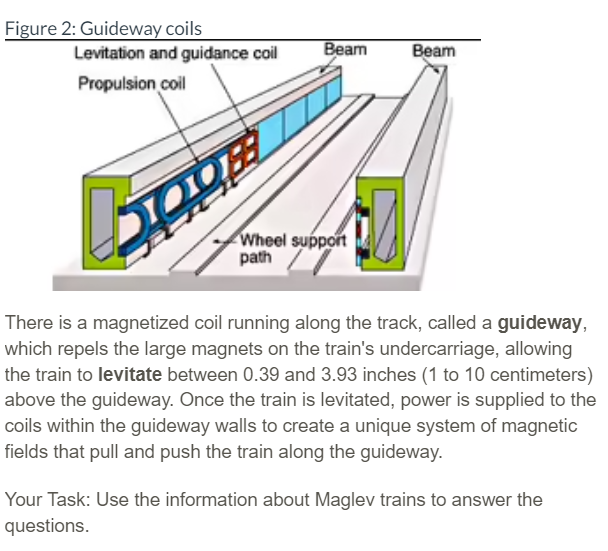 Figure 2: Guideway coils
Levitation and guidance coil
Beam
Beam
Propulsion coil
Wheel support
path
There is a magnetized coil running along the track, called a guideway,
which repels the large magnets on the train's undercarriage, allowing
the train to levitate between 0.39 and 3.93 inches (1 to 10 centimeters)
above the guideway. Once the train is levitated, power is supplied to the
coils within the guideway walls to create a unique system of magnetic
fields that pull and push the train along the guideway.
Your Task: Use the information about Maglev trains to answer the
questions.